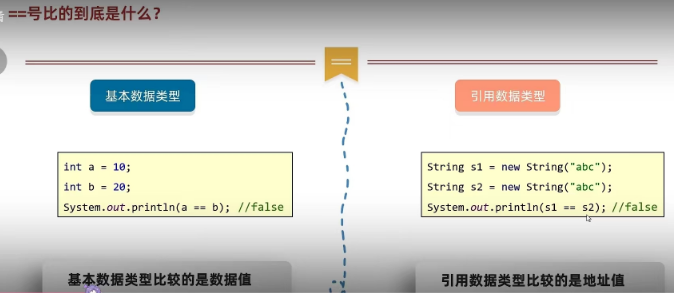 ==号比的到底是什么?
基本数据类型
int a = 10;
int b = 20;
System.out.println(a == b); //false
基本数据类型比较的是数据值
引用数据类型
String s1 = new String("abc");
String s2 = new String("abc");
System.out.println(s1 == s2); //false
引用数据类型比较的是地址值